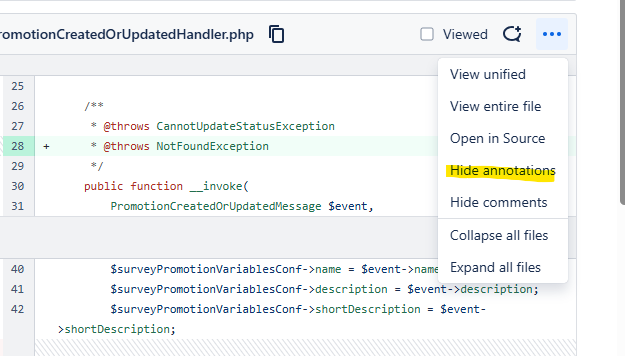 romotionCreatedOrUpdatedHandler.php
Viewed
View unified
View entire file
Open in Source
Hide annotations
Hide comments
Collapse all files
Expand all files
25
26 /**
27 * @throws CannotUpdateStatusException
28 + * @throws NotFoundException
29 */
30 public function __invoke(
31 PromotionCreatedOrUpdatedMessage $event,
40 $surveyPromotionVariablesConf->name = $event->name
41 $surveyPromotionVariablesConf->description = $event->description;
42 $surveyPromotionVariablesConf->shortDescription = $event-
>shortDescription;